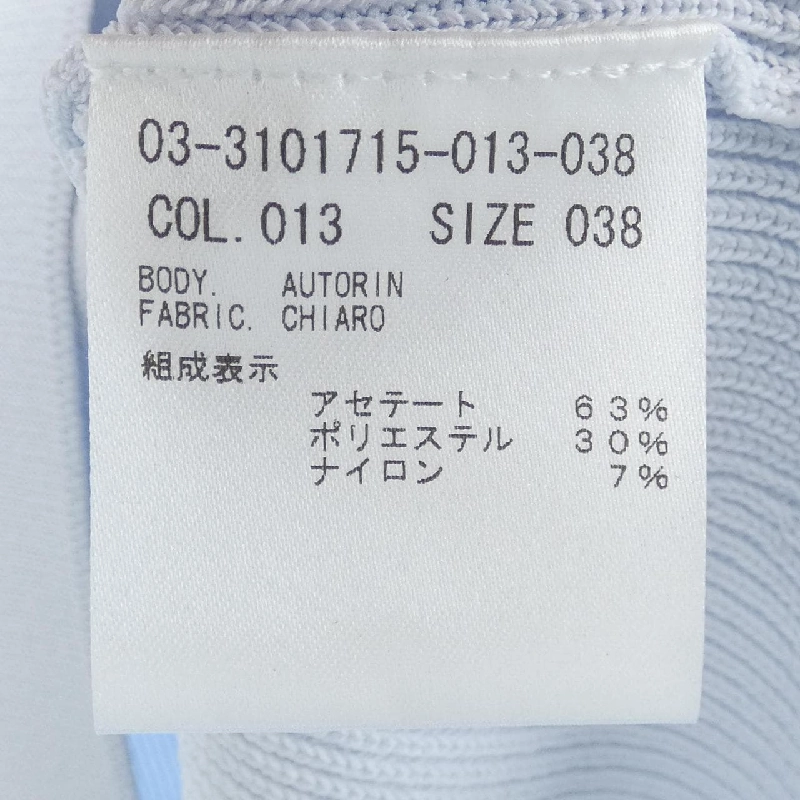 03-3101715-013-038
COL. 013 SIZE 038
BODY. AUTORIN
FABRIC. CHIARO
組成表示
アセテート 63%
ポリエステル 30%
ナイロン 7%